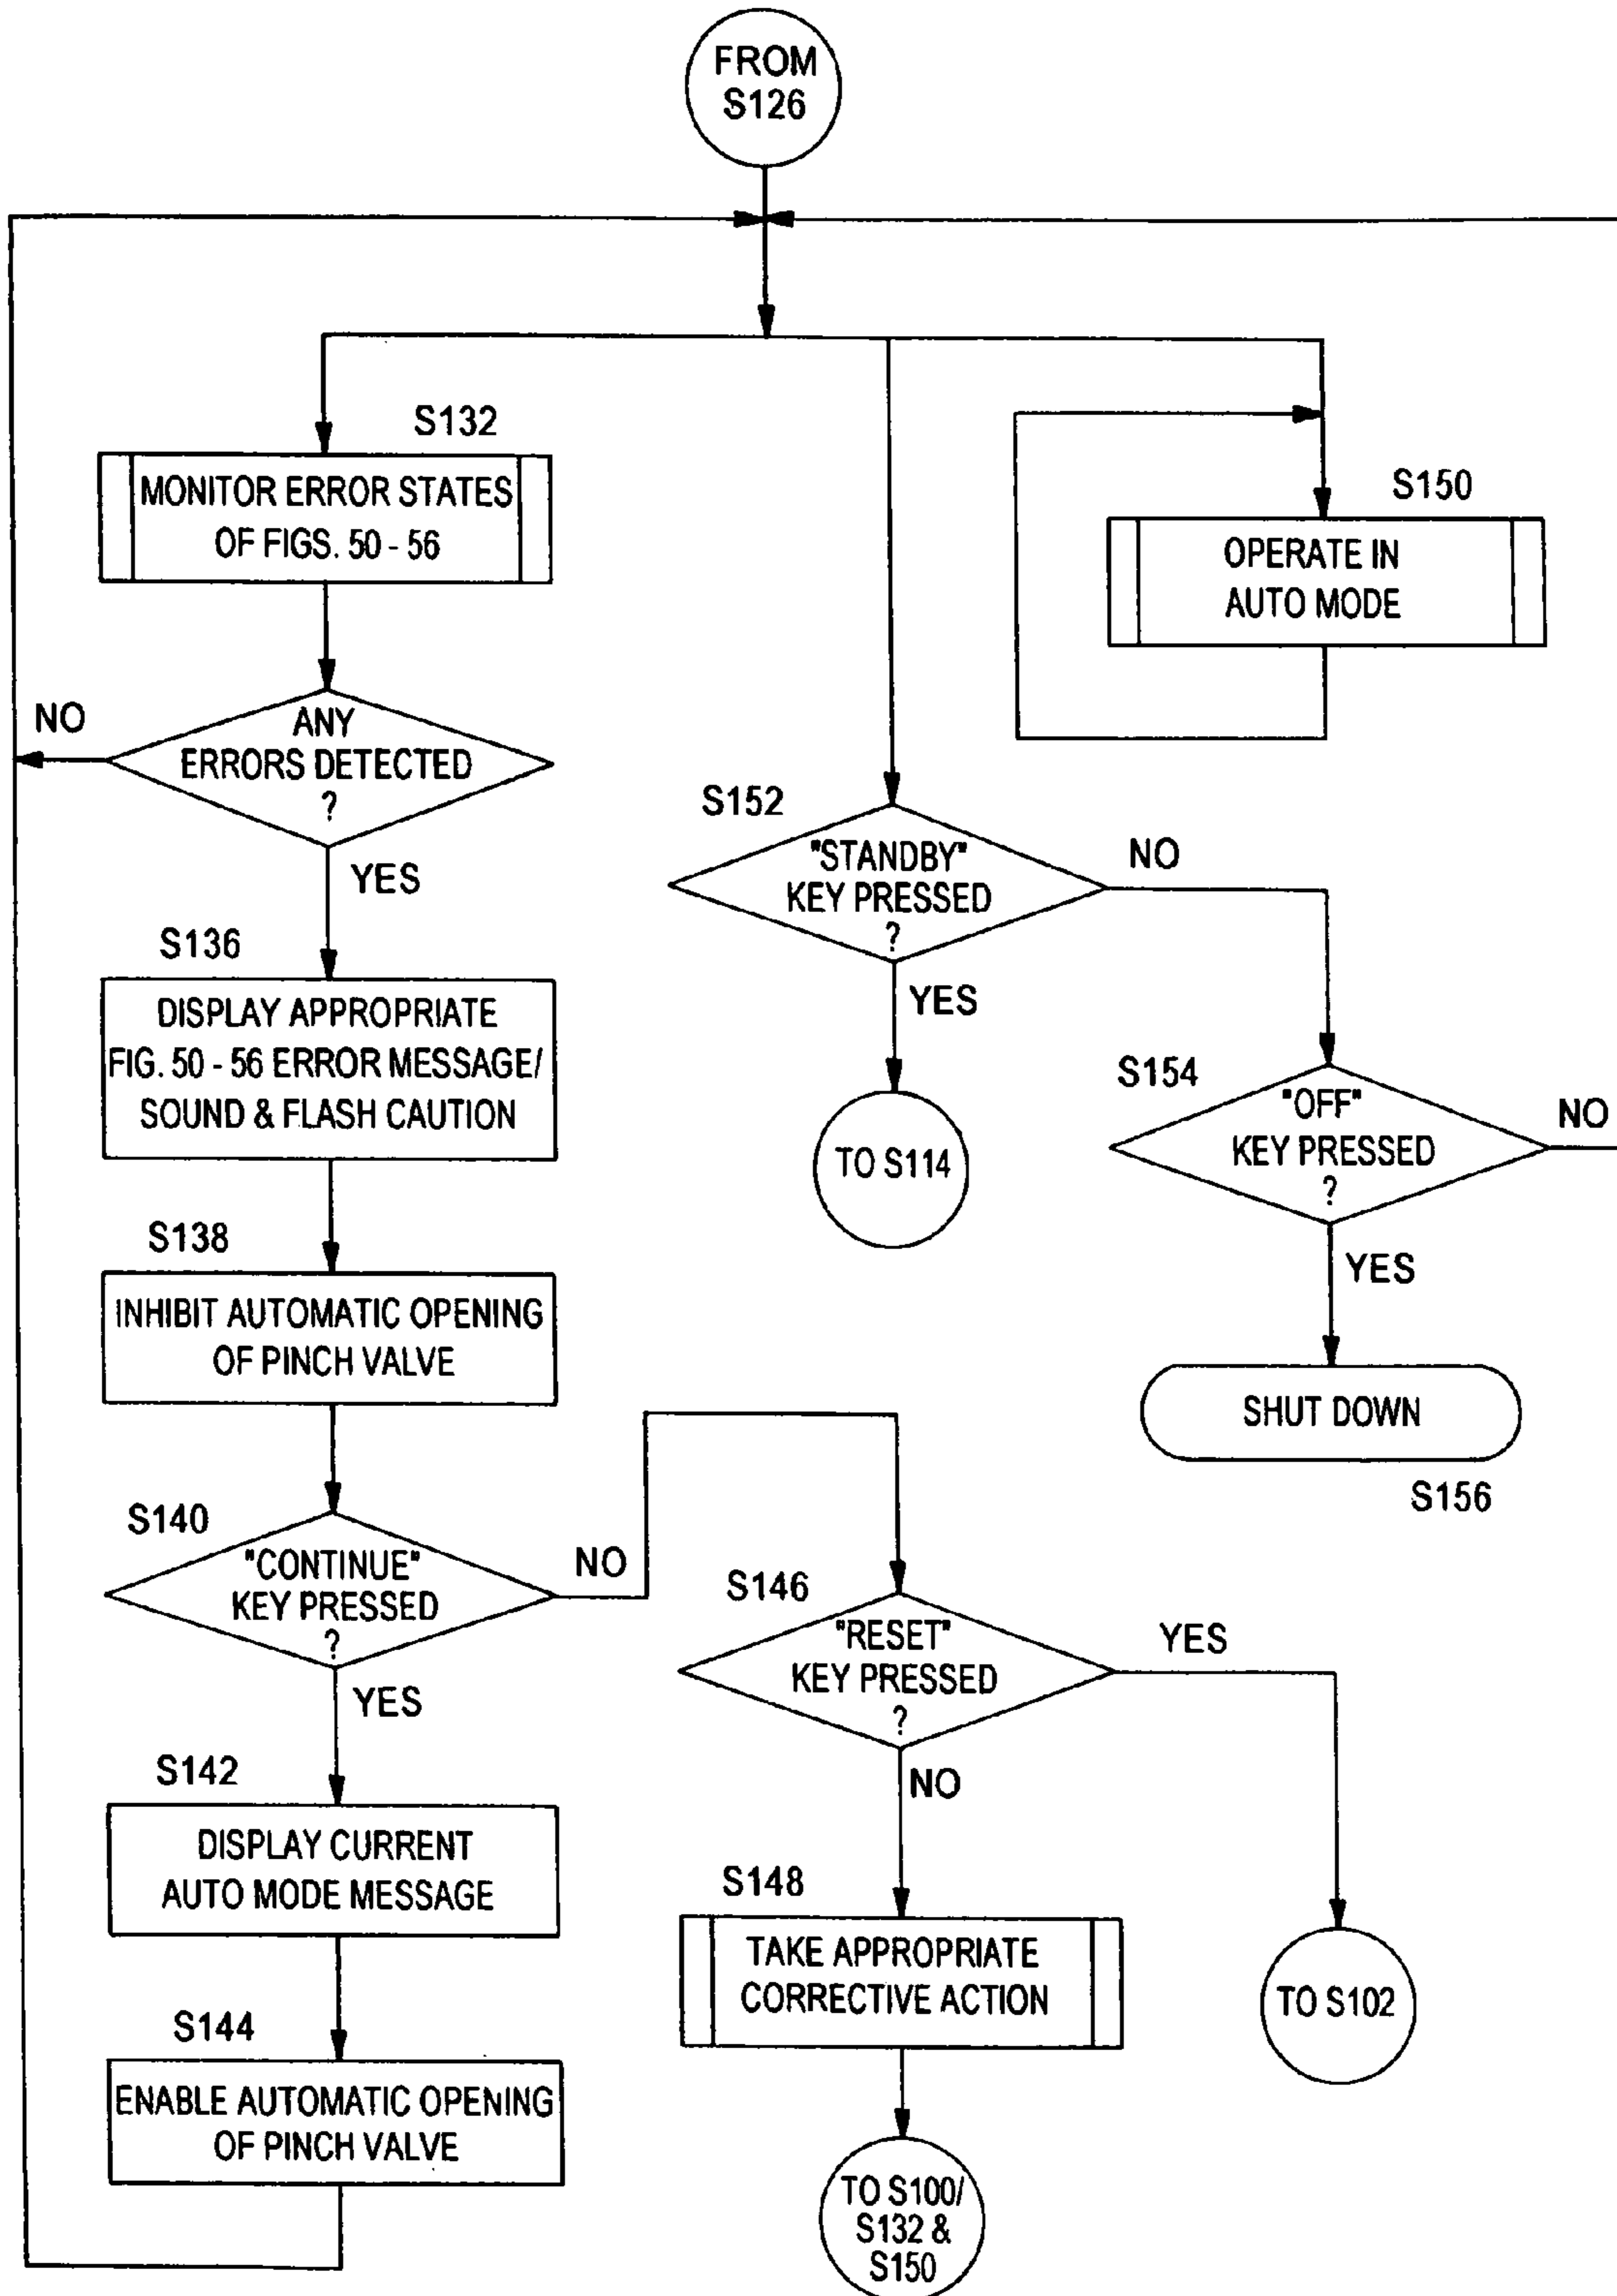 FROM
S126
S132
MONITOR ERROR STATES
OF FIGS. 50 - 56
S150
OPERATE IN
AUTO MODE
NO
ANY
ERRORS DETECTED
?
YES
S152
"STANDBY"
KEY PRESSED
?
NO
YES
TO S114
S136
DISPLAY APPROPRIATE
FIG. 50 - 56 ERROR MESSAGE/
SOUND & FLASH CAUTION
S154
"OFF"
KEY PRESSED
?
NO
YES
SHUT DOWN
S156
S138
INHIBIT AUTOMATIC OPENING
OF PINCH VALVE
S140
"CONTINUE"
KEY PRESSED
?
NO
YES
S146
"RESET"
KEY PRESSED
?
YES
NO
S142
DISPLAY CURRENT
AUTO MODE MESSAGE
S148
TAKE APPROPRIATE
CORRECTIVE ACTION
TO S102
S144
ENABLE AUTOMATIC OPENING
OF PINCH VALVE
TO S100/
S132 &
S150